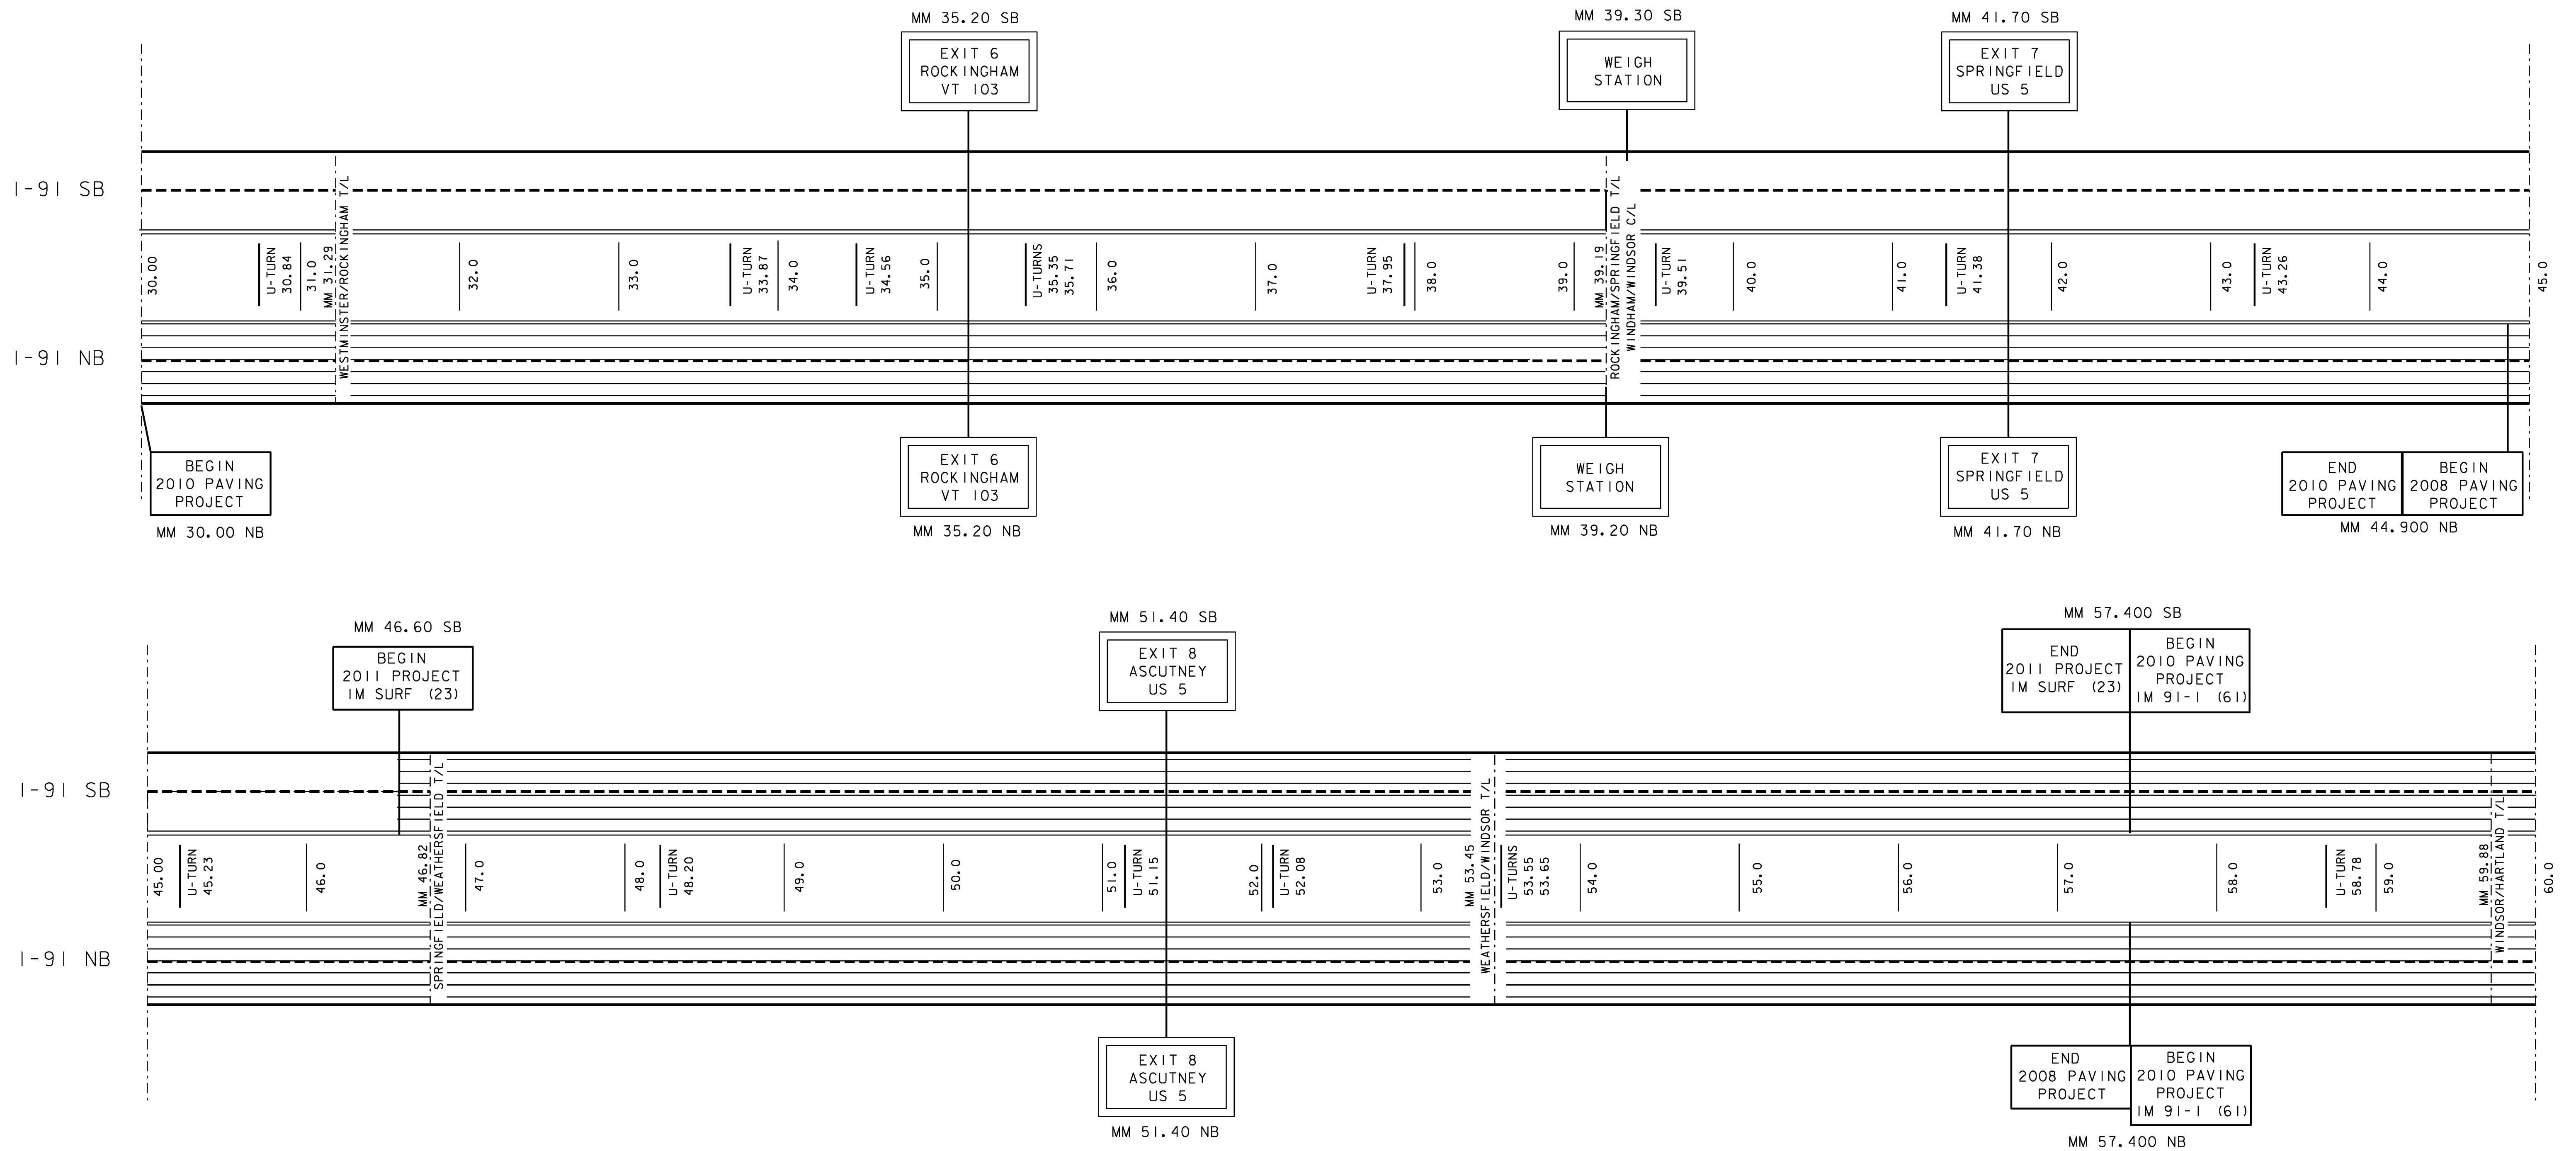 MM 35.20 SB
EXIT 6
ROCKINGHAM
VT 103
MM 39.30 SB
WEIGH
STATION
MM 41.70 SB
EXIT 7
SPRINGFIELD
US 5
I-91 SB
30.00
U-TURN
30.84
31.0
MM 31.29
WESTMINSTER/ROCKINGHAM T/L
32.0
33.0
U-TURN
33.87
34.0
U-TURN
34.56
35.0
U-TURNS
35.35
35.71
36.0
37.0
U-TURN
37.95
38.0
39.0
MM 39.19
ROCKINGHAM/SPRINGFIELD T/L
WINDHAM/WINDSOR C/L
U-TURN
39.51
40.0
41.0
U-TURN
41.38
42.0
43.0
U-TURN
43.26
44.0
45.0
I-91 NB
BEGIN
2010 PAVING
PROJECT
MM 30.00 NB
EXIT 6
ROCKINGHAM
VT 103
MM 35.20 NB
WEIGH
STATION
MM 39.20 NB
EXIT 7
SPRINGFIELD
US 5
MM 41.70 NB
END
2010 PAVING
PROJECT
BEGIN
2008 PAVING
PROJECT
MM 44.900 NB
MM 46.60 SB
BEGIN
2011 PROJECT
IM SURF (23)
MM 51.40 SB
EXIT 8
ASCUTNEY
US 5
MM 57.400 SB
END
2011 PROJECT
IM SURF (23)
BEGIN
2010 PAVING
PROJECT
IM 91-1 (61)
I-91 SB
45.00
U-TURN
45.23
46.0
MM 46.82
SPRINGFIELD/WEATHERSFIELD T/L
47.0
48.0
U-TURN
48.20
49.0
50.0
51.0
U-TURN
51.15
52.0
U-TURN
52.08
53.0
MM 53.45
WEATHERSFIELD/WINDSOR T/L
U-TURNS
53.55
53.65
54.0
55.0
56.0
57.0
58.0
U-TURN
58.78
59.0
MM 59.88
WINDSOR/HARTLAND T/L
60.0
I-91 NB
EXIT 8
ASCUTNEY
US 5
MM 51.40 NB
END
2008 PAVING
PROJECT
BEGIN
2010 PAVING
PROJECT
IM 91-1 (61)
MM 57.400 NB